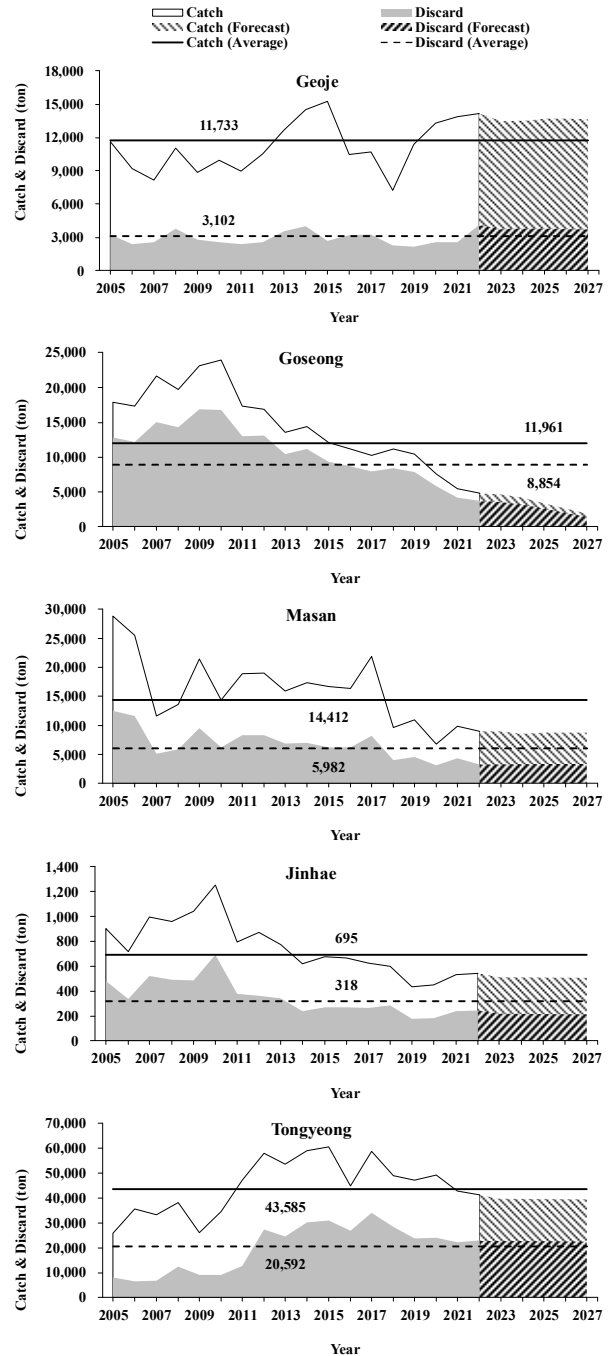 Catch Discard
Catch (Forecast) Discard (Forecast)
Catch (Average) Discard (Average)
Geoje
Catch & Discard (ton)
18,000
15,000
12,000
9,000
6,000
3,000
0
11,733
3,102
2005 2007 2009 2011 2013 2015 2017 2019 2021 2023 2025 2027
Year
Goseong
Catch & Discard (ton)
25,000
20,000
15,000
10,000
5,000
0
11,961
8,854
2005 2007 2009 2011 2013 2015 2017 2019 2021 2023 2025 2027
Year
Masan
Catch & Discard (ton)
30,000
25,000
20,000
15,000
10,000
5,000
0
14,412
5,982
2005 2007 2009 2011 2013 2015 2017 2019 2021 2023 2025 2027
Year
Jinhae
Catch & Discard (ton)
1,400
1,200
1,000
800
600
400
200
0
695
318
2005 2007 2009 2011 2013 2015 2017 2019 2021 2023 2025 2027
Year
Tongyeong
Catch & Discard (ton)
70,000
60,000
50,000
40,000
30,000
20,000
10,000
0
43,585
20,592
2005 2007 2009 2011 2013 2015 2017 2019 2021 2023 2025 2027
Year